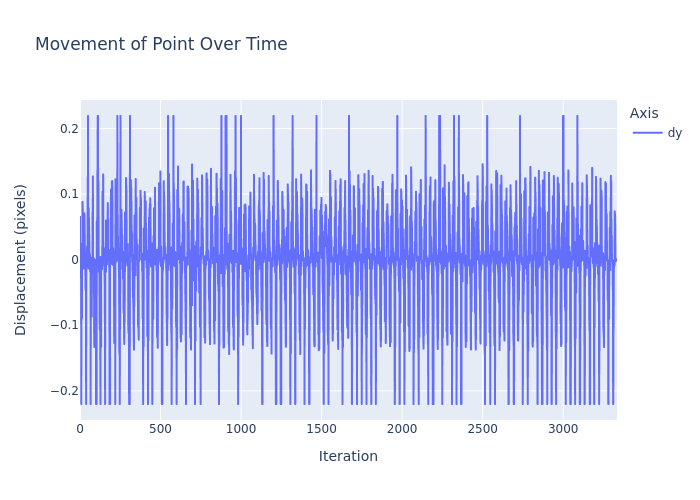 Movement of Point Over Time
Axis
dy
0.2
0.1
0
−0.1
−0.2
Displacement (pixels)
0
500
1000
1500
2000
2500
3000
Iteration